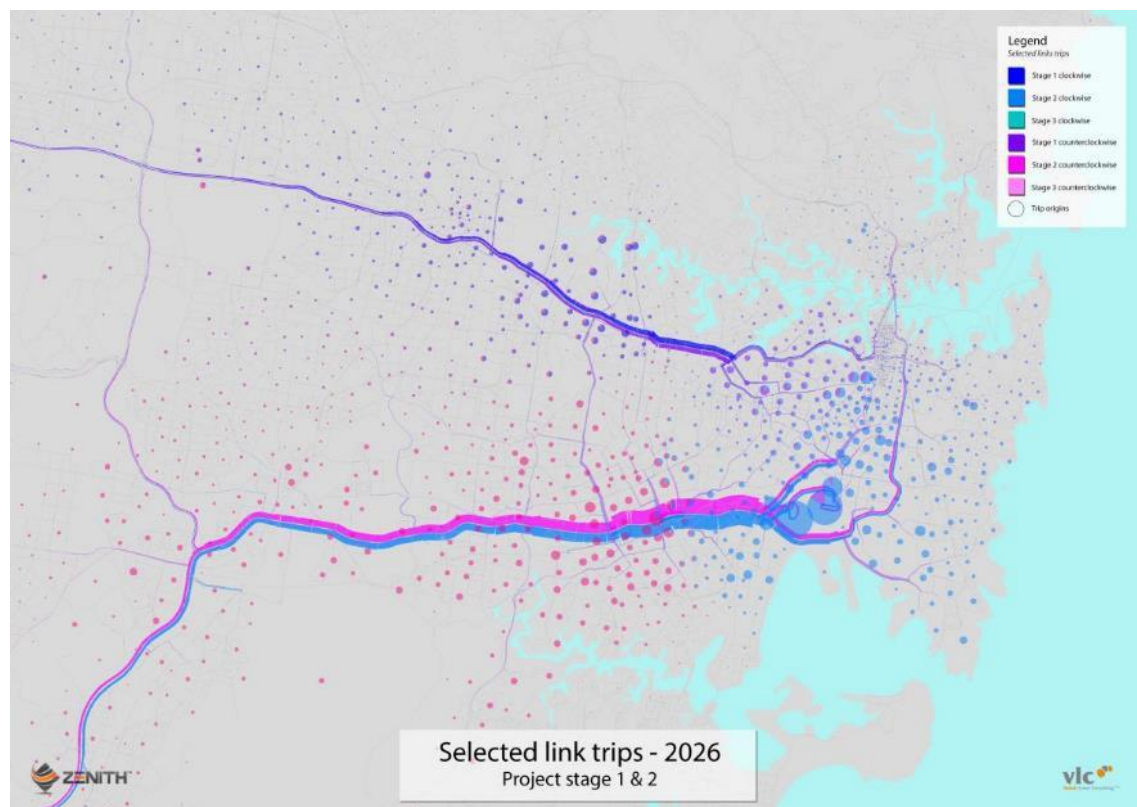 Legend
Selected links trips
Stage 1 clockwise
Stage 2 clockwise
Stage 3 clockwise
Stage 1 counterclockwise
Stage 2 counterclockwise
Stage 3 counterclockwise
Trip origins
Selected link trips - 2026
Project stage 1 & 2
ZENITH
vlc